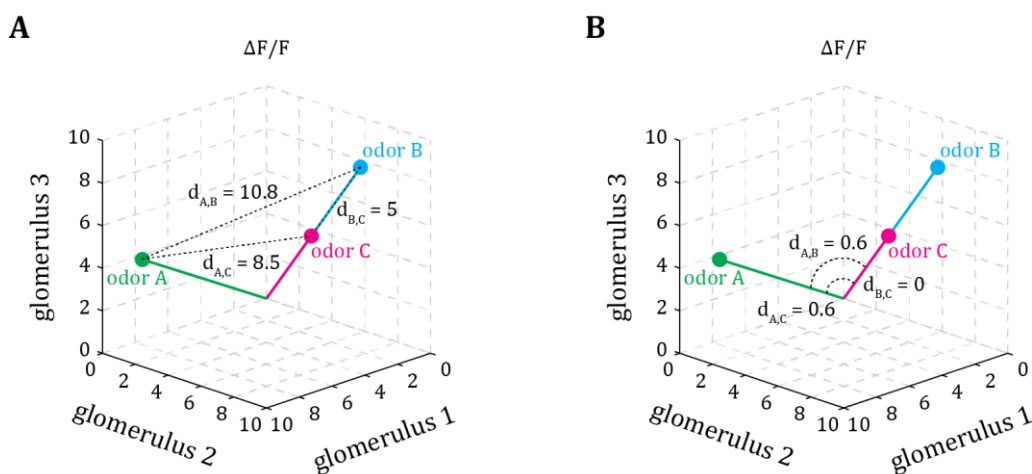 A
ΔF/F
glomerulus 3
10
8
6
4
2
0
odor B
d_A,B = 10.8
d_B,C = 5
odor C
odor A
d_A,C = 8.5
0
2
4
6
8
10
glomerulus 2
10
8
6
4
2
0
glomerulus 1
B
ΔF/F
glomerulus 3
10
8
6
4
2
0
odor B
odor C
d_A,B = 0.6
odor A
d_B,C = 0
d_A,C = 0.6
0
2
4
6
8
10
glomerulus 2
10
8
6
4
2
0
glomerulus 1